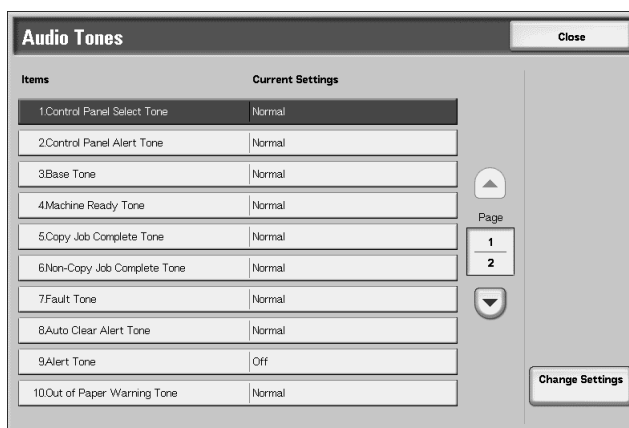 Audio Tones
Close
Items Current Settings
1.Control Panel Select Tone Normal
2.Control Panel Alert Tone Normal
3.Base Tone Normal
4.Machine Ready Tone Normal
5.Copy Job Complete Tone Normal
6.Non-Copy Job Complete Tone Normal
7.Fault Tone Normal
8.Auto Clear Alert Tone Normal
9.Alert Tone Off
10.Out of Paper Warning Tone Normal
Page
1
2
Change Settings